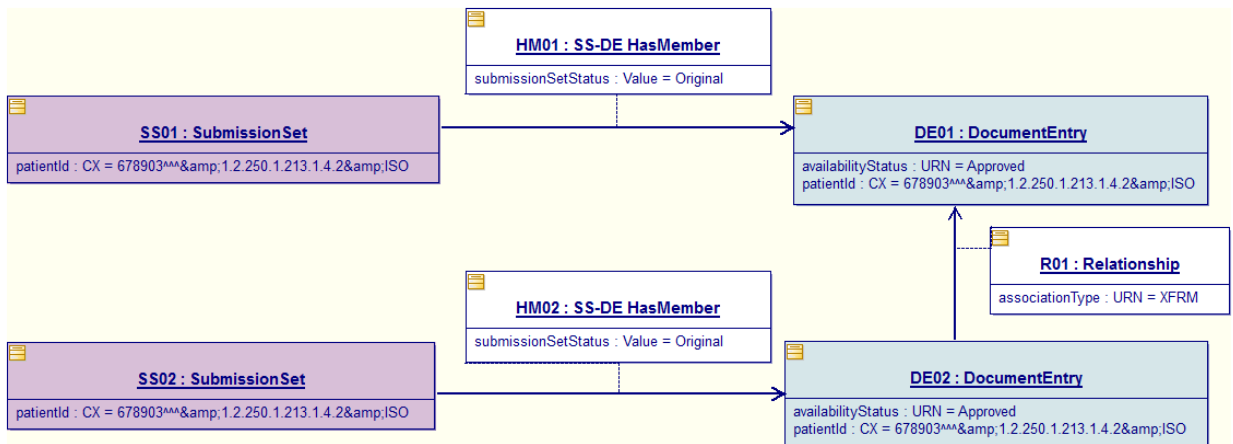 HM01 : SS-DE HasMember
submissionSetStatus : Value = Original
SS01 : SubmissionSet
patientId : CX = 678903^^^&amp;1.2.250.1.213.1.4.2&amp;ISO
DE01 : DocumentEntry
availabilityStatus : URN = Approved
patientId : CX = 678903^^^&amp;1.2.250.1.213.1.4.2&amp;ISO
R01 : Relationship
associationType : URN = XFRM
HM02 : SS-DE HasMember
submissionSetStatus : Value = Original
SS02 : SubmissionSet
patientId : CX = 678903^^^&amp;1.2.250.1.213.1.4.2&amp;ISO
DE02 : DocumentEntry
availabilityStatus : URN = Approved
patientId : CX = 678903^^^&amp;1.2.250.1.213.1.4.2&amp;ISO